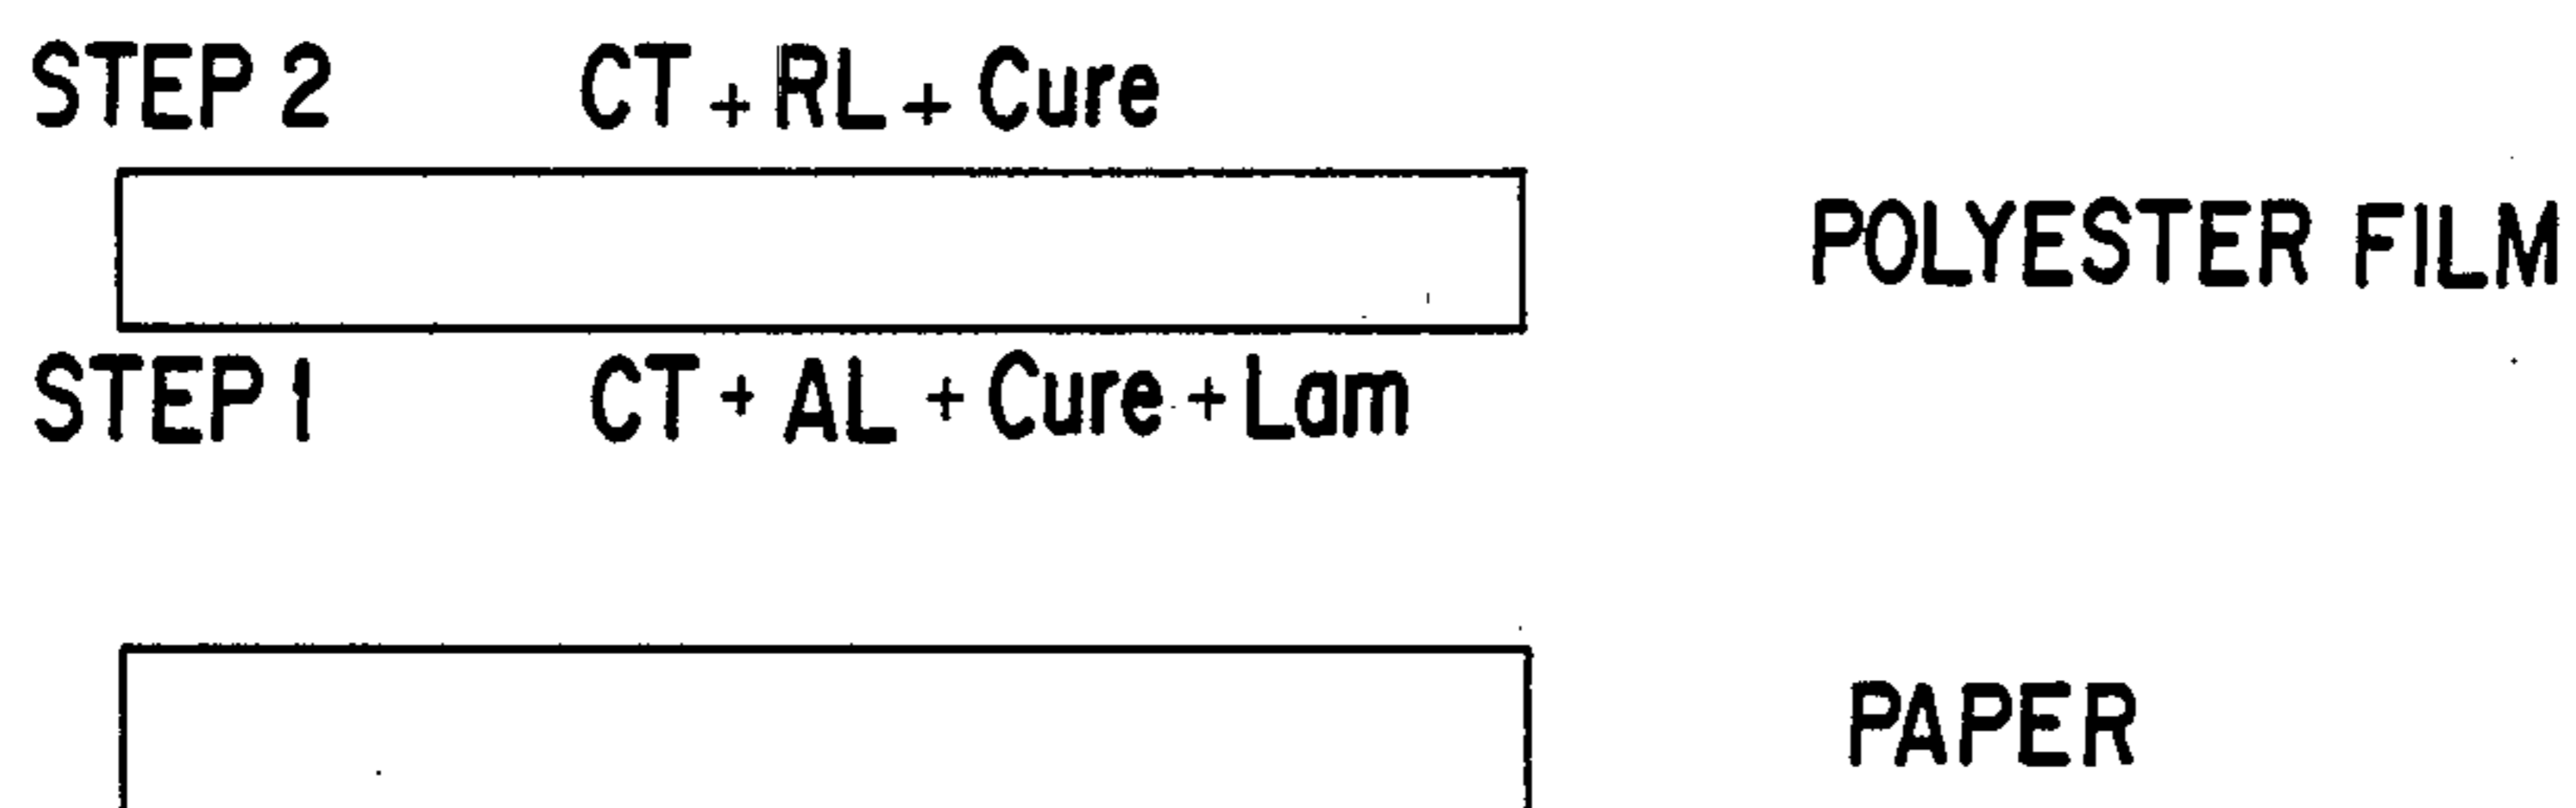 STEP 2 CT + RL + Cure
POLYESTER FILM
STEP 1 CT + AL + Cure + Lam
PAPER